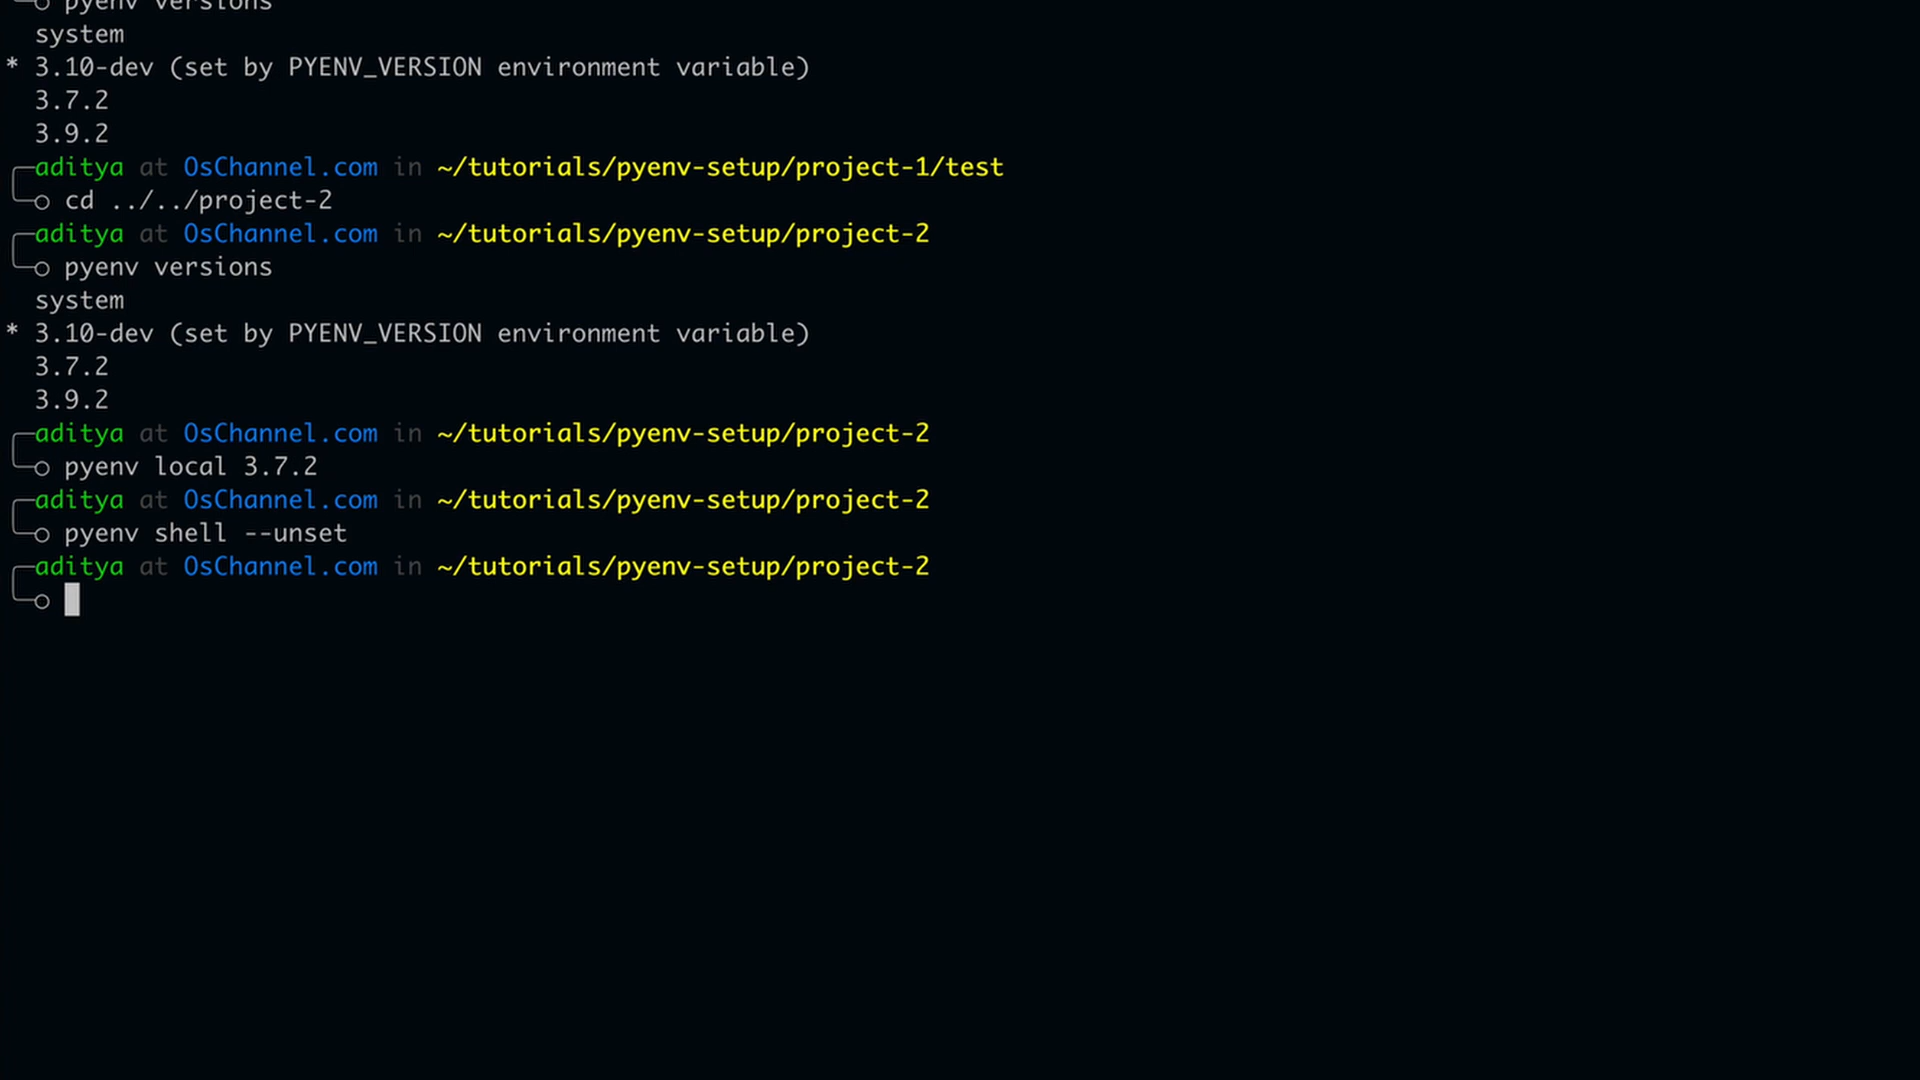 pyenv versions
system
* 3.10-dev (set by PYENV_VERSION environment variable)
3.7.2
3.9.2
aditya at OsChannel.com in ~/tutorials/pyenv-setup/project-1/test
cd ../../project-2
aditya at OsChannel.com in ~/tutorials/pyenv-setup/project-2
pyenv versions
system
* 3.10-dev (set by PYENV_VERSION environment variable)
3.7.2
3.9.2
aditya at OsChannel.com in ~/tutorials/pyenv-setup/project-2
pyenv local 3.7.2
aditya at OsChannel.com in ~/tutorials/pyenv-setup/project-2
pyenv shell --unset
aditya at OsChannel.com in ~/tutorials/pyenv-setup/project-2